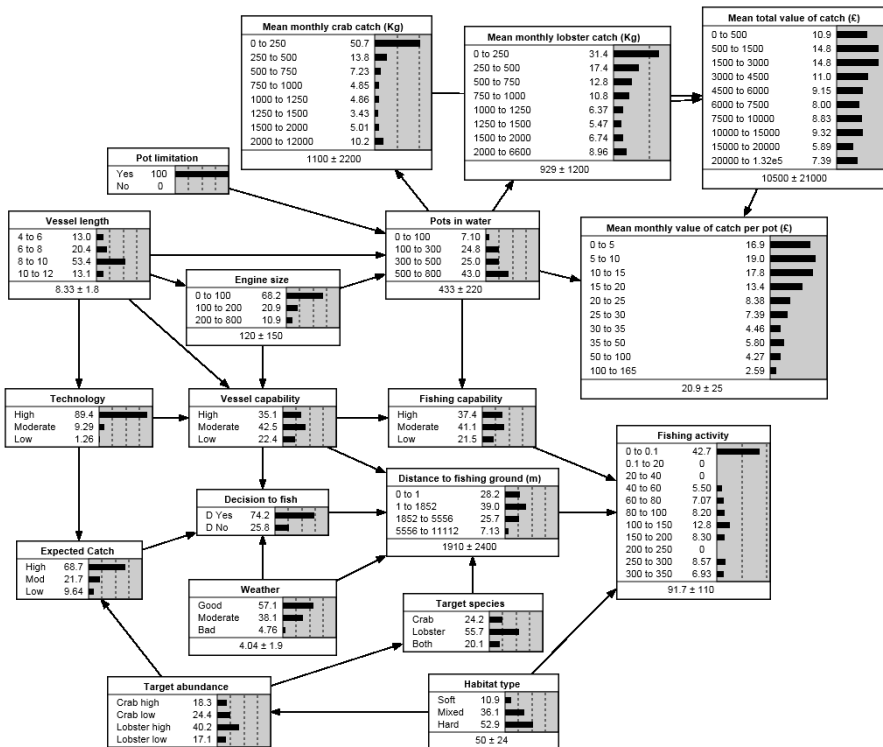 Mean monthly crab catch (Kg)
0 to 250 50.7
250 to 500 13.8
500 to 750 7.23
750 to 1000 4.85
1000 to 1250 4.86
1250 to 1500 3.43
1500 to 2000 5.01
2000 to 12000 10.2
1100 ± 2200
Mean monthly lobster catch (Kg)
0 to 250 31.4
250 to 500 17.4
500 to 750 12.8
750 to 1000 10.8
1000 to 1250 6.37
1250 to 1500 5.47
1500 to 2000 6.74
2000 to 6600 8.96
929 ± 1200
Mean total value of catch (£)
0 to 500 10.9
500 to 1500 14.8
1500 to 3000 14.8
3000 to 4500 11.0
4500 to 6000 9.15
6000 to 7500 8.00
7500 to 10000 8.83
10000 to 15000 9.32
15000 to 20000 5.89
20000 to 1.32e5 7.39
10500 ± 21000
Pot limitation
Yes 100
No 0
Vessel length
4 to 6 13.0
6 to 8 20.4
8 to 10 53.4
10 to 12 13.1
8.33 ± 1.8
Engine size
0 to 100 68.2
100 to 200 20.9
200 to 800 10.9
120 ± 150
Pots in water
0 to 100 7.10
100 to 300 24.8
300 to 500 25.0
500 to 800 43.0
433 ± 220
Mean monthly value of catch per pot (£)
0 to 5 16.9
5 to 10 19.0
10 to 15 17.8
15 to 20 13.4
20 to 25 8.38
25 to 30 7.39
30 to 35 4.46
35 to 50 5.80
50 to 100 4.27
100 to 165 2.59
20.9 ± 25
Technology
High 89.4
Moderate 9.29
Low 1.26
Vessel capability
High 35.1
Moderate 42.5
Low 22.4
Fishing capability
High 37.4
Moderate 41.1
Low 21.5
Fishing activity
0 to 0.1 42.7
0.1 to 20 0
20 to 40 0
40 to 60 5.50
60 to 80 7.07
80 to 100 8.20
100 to 150 12.8
150 to 200 8.30
200 to 250 0
250 to 300 8.57
300 to 350 6.93
91.7 ± 110
Decision to fish
D Yes 74.2
D No 25.8
Distance to fishing ground (m)
0 to 1 28.2
1 to 1852 39.0
1852 to 5556 25.7
5556 to 11112 7.13
1910 ± 2400
Expected Catch
High 68.7
Mod 21.7
Low 9.64
Weather
Good 57.1
Moderate 38.1
Bad 4.76
4.04 ± 1.9
Target species
Crab 24.2
Lobster 55.7
Both 20.1
Target abundance
Crab high 18.3
Crab low 24.4
Lobster high 40.2
Lobster low 17.1
Habitat type
Soft 10.9
Mixed 36.1
Hard 52.9
50 ± 24